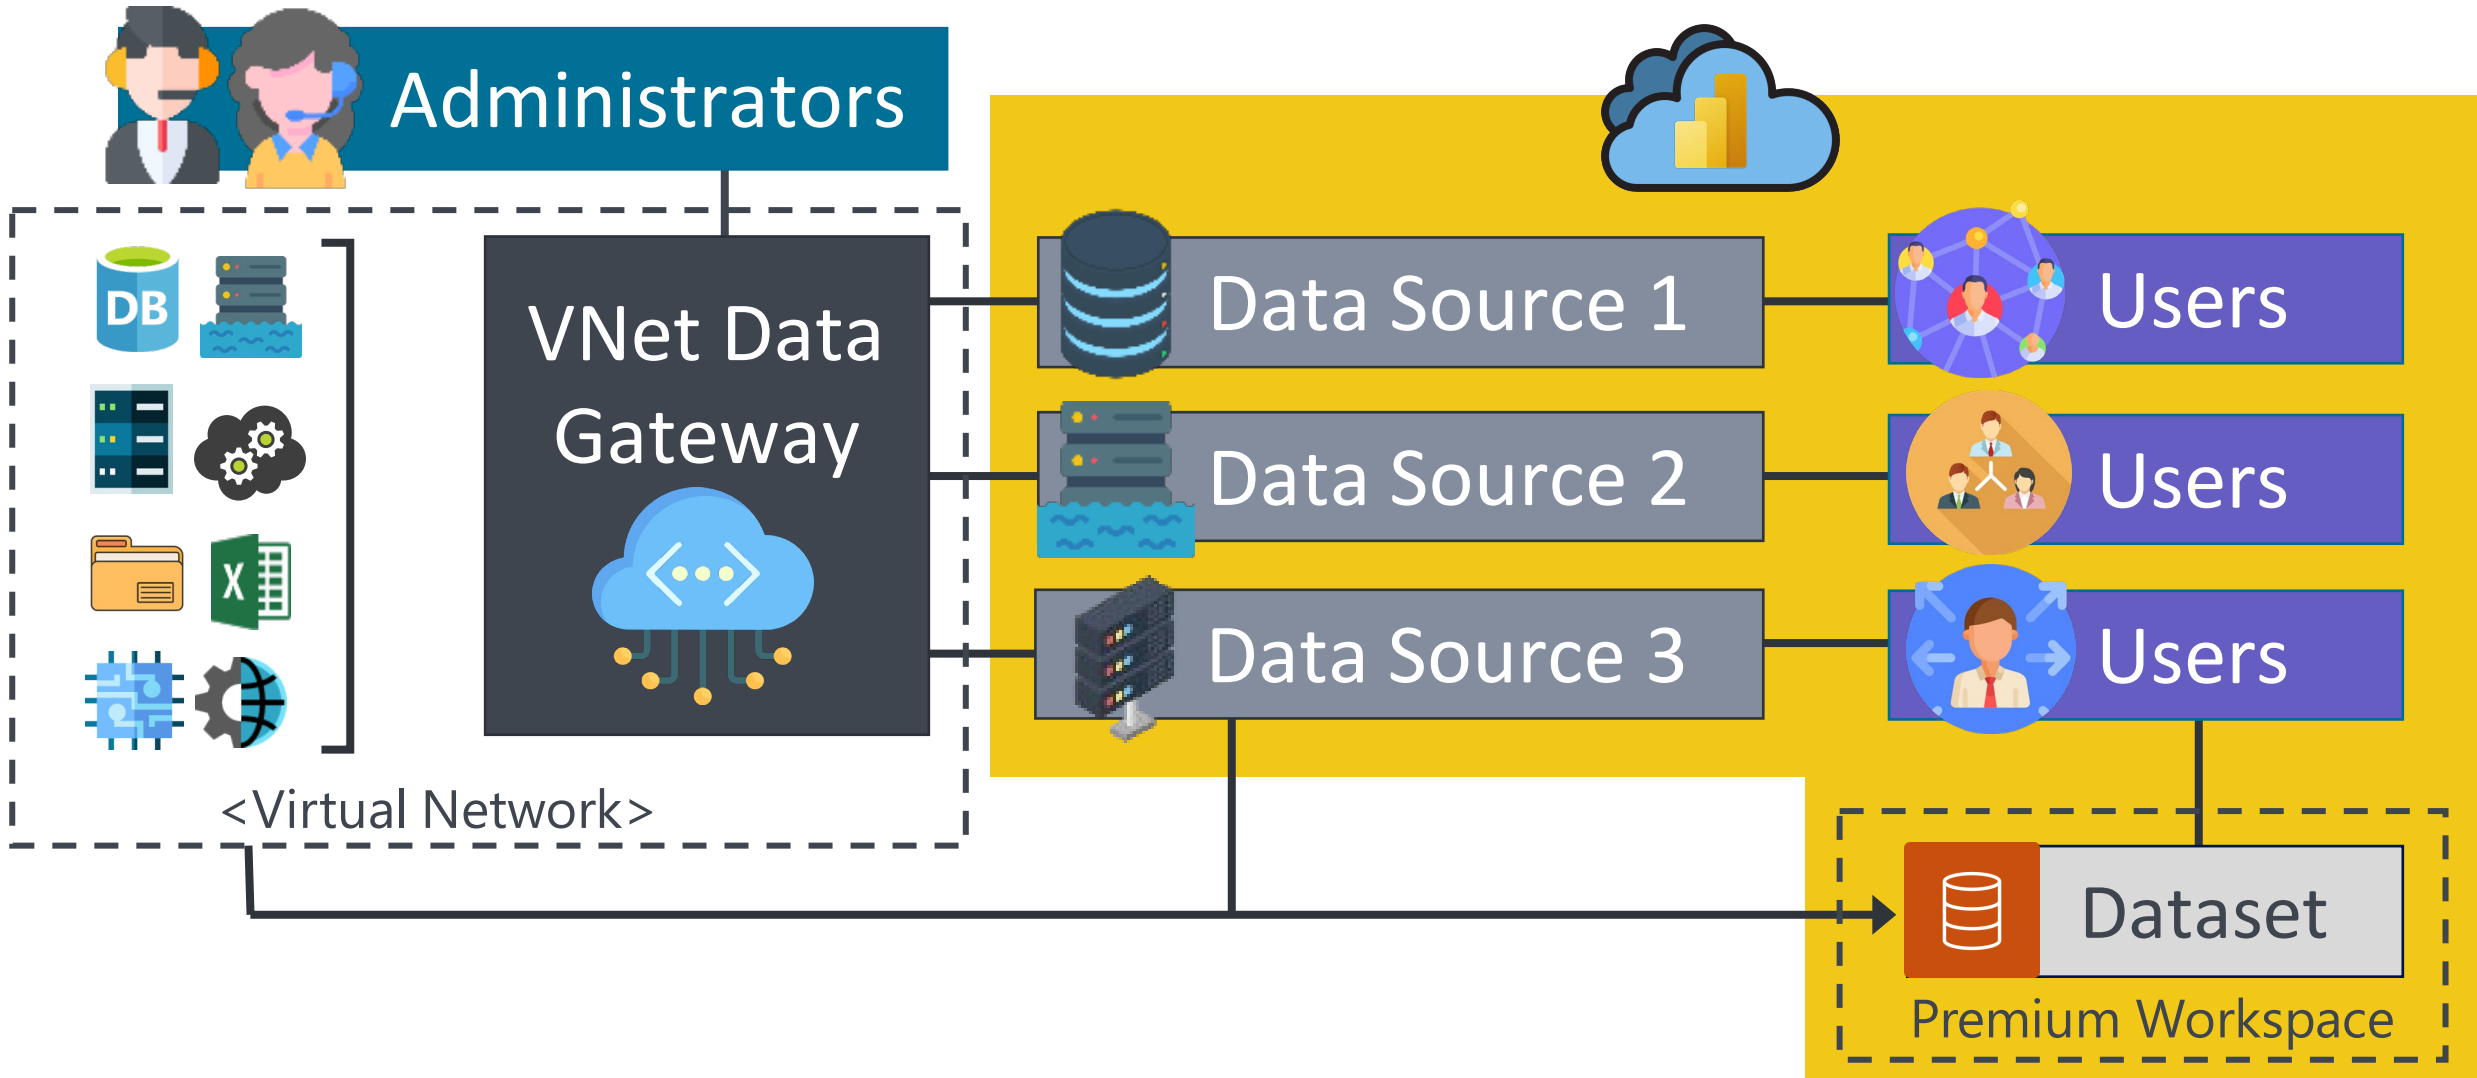 Administrators
DB
X
VNet Data
Gateway
<Virtual Network>
Data Source 1
Users
Data Source 2
Users
Data Source 3
Users
Dataset
Premium Workspace